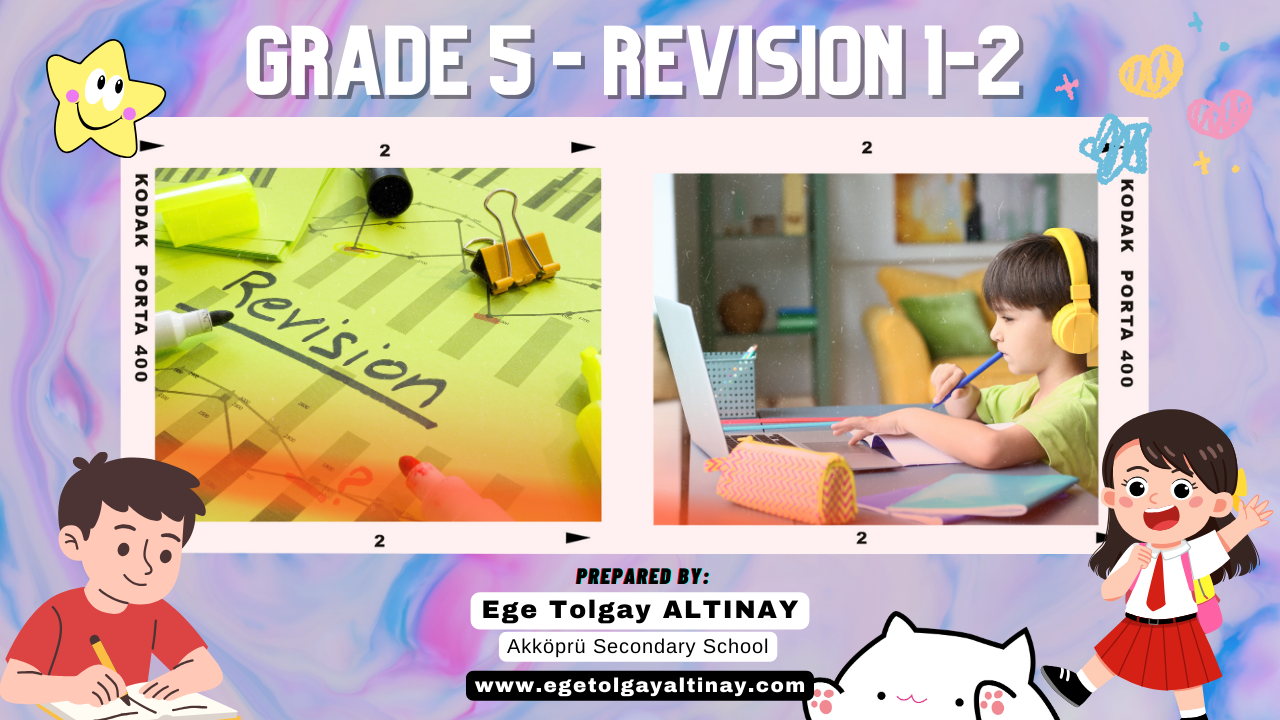 GRADE 5 - REVISION 1-2
2
2
KODAK PORTA 400
Revision
?
KODAK PORTA 400
2
2
PREPARED BY:
Ege Tolgay ALTINAY
Akköprü Secondary School
www.egetolgayaltinay.com